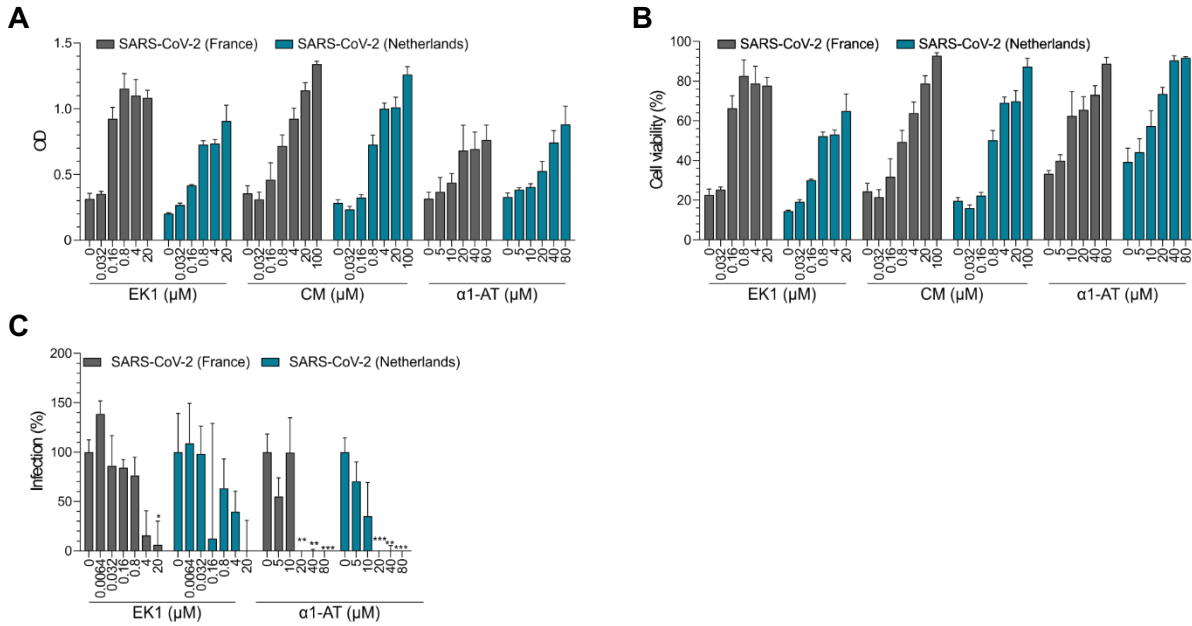 A
SARS-CoV-2 (France) SARS-CoV-2 (Netherlands)
OD
1.5
1.0
0.5
0
0 0.032 0.16 0.8 4 20 0 0.032 0.16 0.8 4 20 0 0.032 0.16 0.8 4 20 100 0 0.032 0.16 0.8 4 20 100 0 5 10 20 40 80 0 5 10 20 40 80
EK1 (µM) CM (µM) α1-AT (µM)
B
SARS-CoV-2 (France) SARS-CoV-2 (Netherlands)
Cell viability (%)
100
80
60
40
20
0
0 0.032 0.16 0.8 4 20 0 0.032 0.16 0.8 4 20 0 0.032 0.16 0.8 4 20 100 0 0.032 0.16 0.8 4 20 100 0 5 10 20 40 80 0 5 10 20 40 80
EK1 (µM) CM (µM) α1-AT (µM)
C
SARS-CoV-2 (France) SARS-CoV-2 (Netherlands)
Infection (%)
200
150
100
50
0
* ** ** *** *** ** ***
0 0.0064 0.032 0.16 0.8 4 20 0 0.0064 0.032 0.16 0.8 4 20 0 5 10 20 40 80 0 5 10 20 40 80
EK1 (µM) α1-AT (µM)